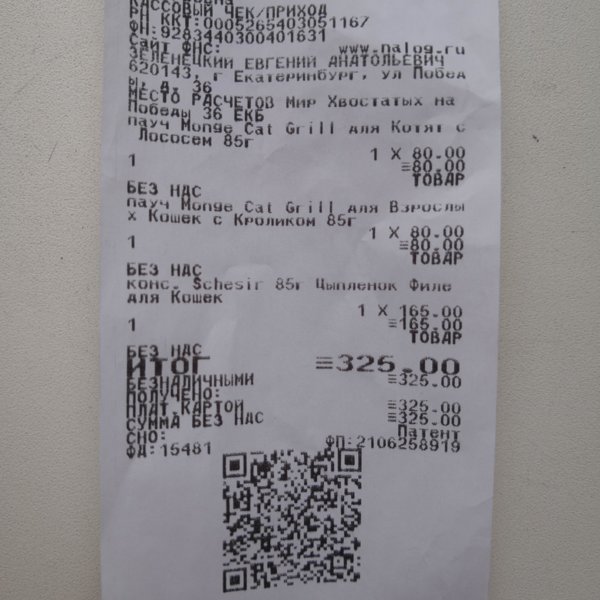 КАССОВЫЙ ЧЕК/ПРИХОД
РН ККТ:0005265403051167
ФН:9283440300401631
Сайт ФНС: www.nalog.ru
ЗЕЛЕНЕЦКИЙ ЕВГЕНИЙ АНАТОЛЬЕВИЧ
620143, г Екатеринбург, ул Побед
ы, д. 36
МЕСТО РАСЧЕТОВ Мир Хвостатых на
Победы 36 ЕКБ
пауч Monge Cat Grill для Котят с
Лососем 85г
1 X 80.00
1 ≡80.00
ТОВАР
БЕЗ НДС
пауч Monge Cat Grill для Взрослы
х Кошек с Кроликом 85г
1 X 80.00
1 ≡80.00
ТОВАР
БЕЗ НДС
конс. Schesir 85г Цыпленок Филе
для Кошек
1 X 165.00
1 ≡165.00
ТОВАР
БЕЗ НДС
ИТОГ ≡325.00
БЕЗНАЛИЧНЫМИ ≡325.00
ПОЛУЧЕНО:
ПЛАТ.КАРТОЙ ≡325.00
СУММА БЕЗ НДС ≡325.00
СНО: Патент
ФД:15481 ФП:2106258919